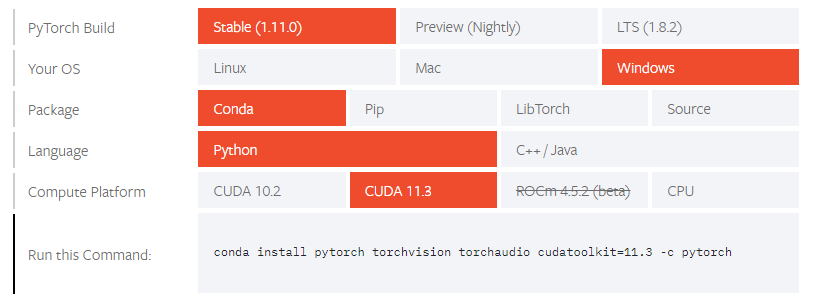 PyTorch Build Stable (1.11.0) Preview (Nightly) LTS (1.8.2)
Your OS Linux Mac Windows
Package Conda Pip LibTorch Source
Language Python C++ / Java
Compute Platform CUDA 10.2 CUDA 11.3 ROCm 4.5.2 (beta) CPU
Run this Command: conda install pytorch torchvision torchaudio cudatoolkit=11.3 -c pytorch